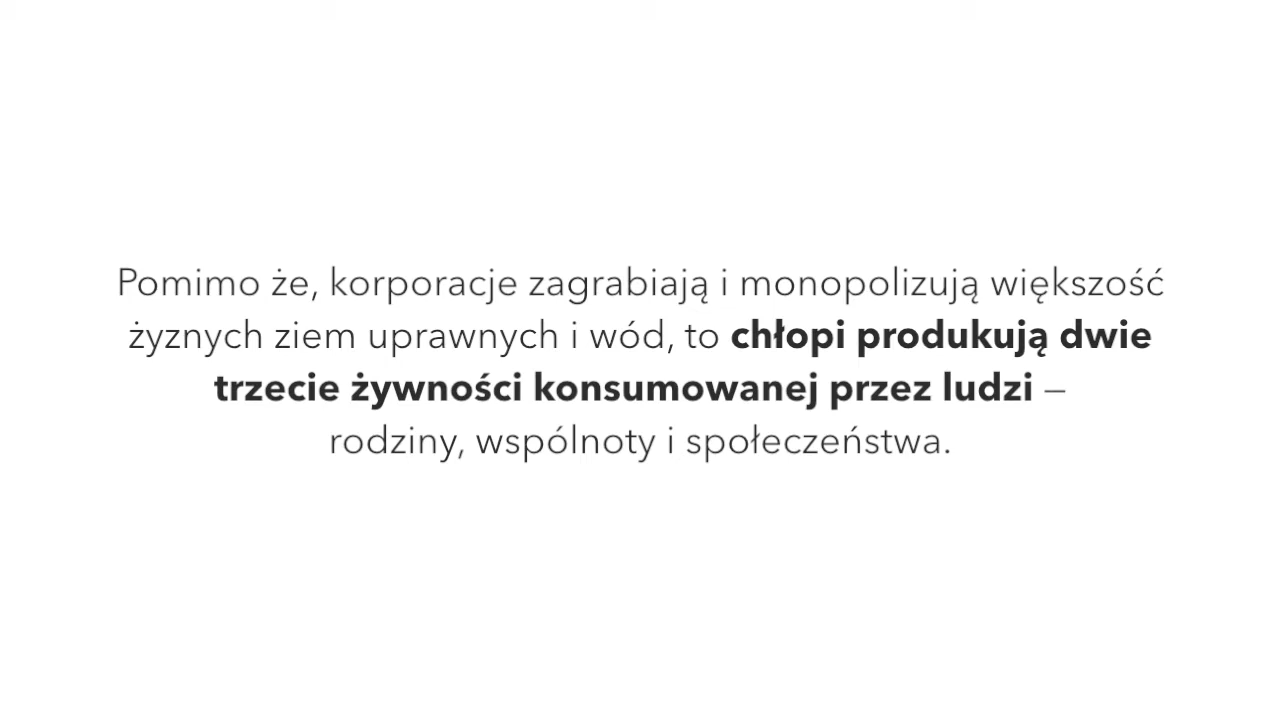 Pomimo że, korporacje zagrabiają i monopolizują większość
żyznych ziem uprawnych i wód, to chłopi produkują dwie
trzecie żywności konsumowanej przez ludzi —
rodziny, wspólnoty i społeczeństwa.